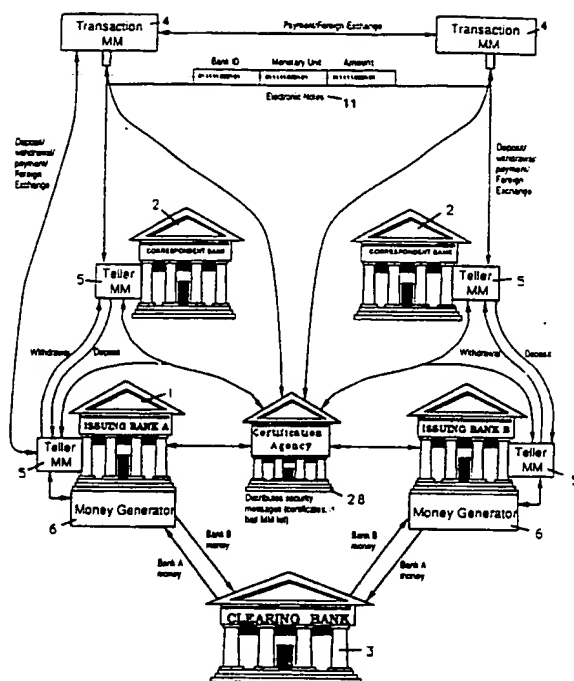 Transaction MM
4
Payment/Foreign Exchange
Transaction MM
4
Bank ID Monetary Unit Amount
Electronic Notes
11
Deposit/
withdrawal/
payment/
Foreign
Exchange
Deposit/
withdrawal/
payment/
Foreign
Exchange
2
CORRESPONDENT BANK
2
CORRESPONDENT BANK
5
Teller MM
Teller MM
5
Withdrawal
Deposit
Withdrawal
Deposit
1
ISSUING BANK A
Certification
Agency
ISSUING BANK B
Teller MM
5
Teller MM
5
28
Distributes security
messages (certificates,
bad MM list)
Money Generator
6
Money Generator
6
Bank B
money
Bank A
money
Bank B
money
Bank A
money
CLEARING BANK
3